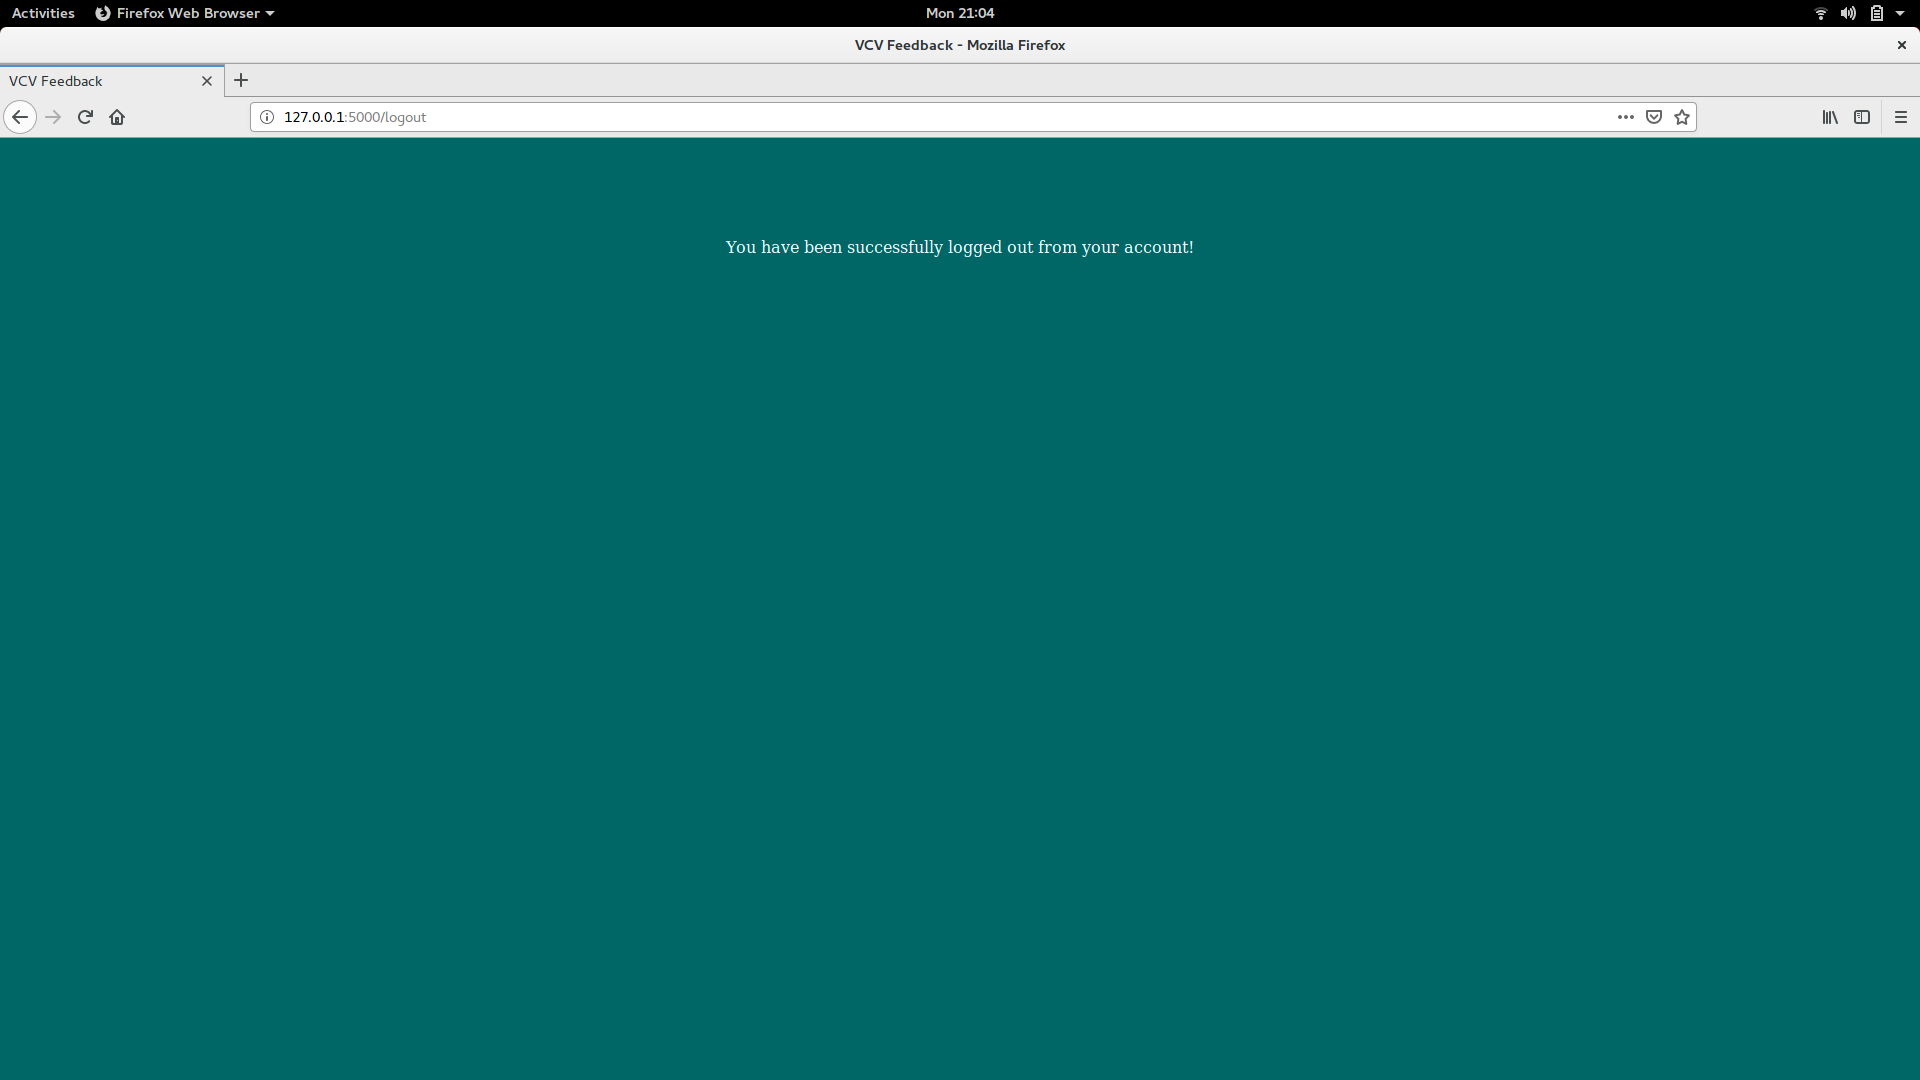 Activities Firefox Web Browser Mon 21:04
VCV Feedback - Mozilla Firefox
VCV Feedback
127.0.0.1:5000/logout
You have been successfully logged out from your account!